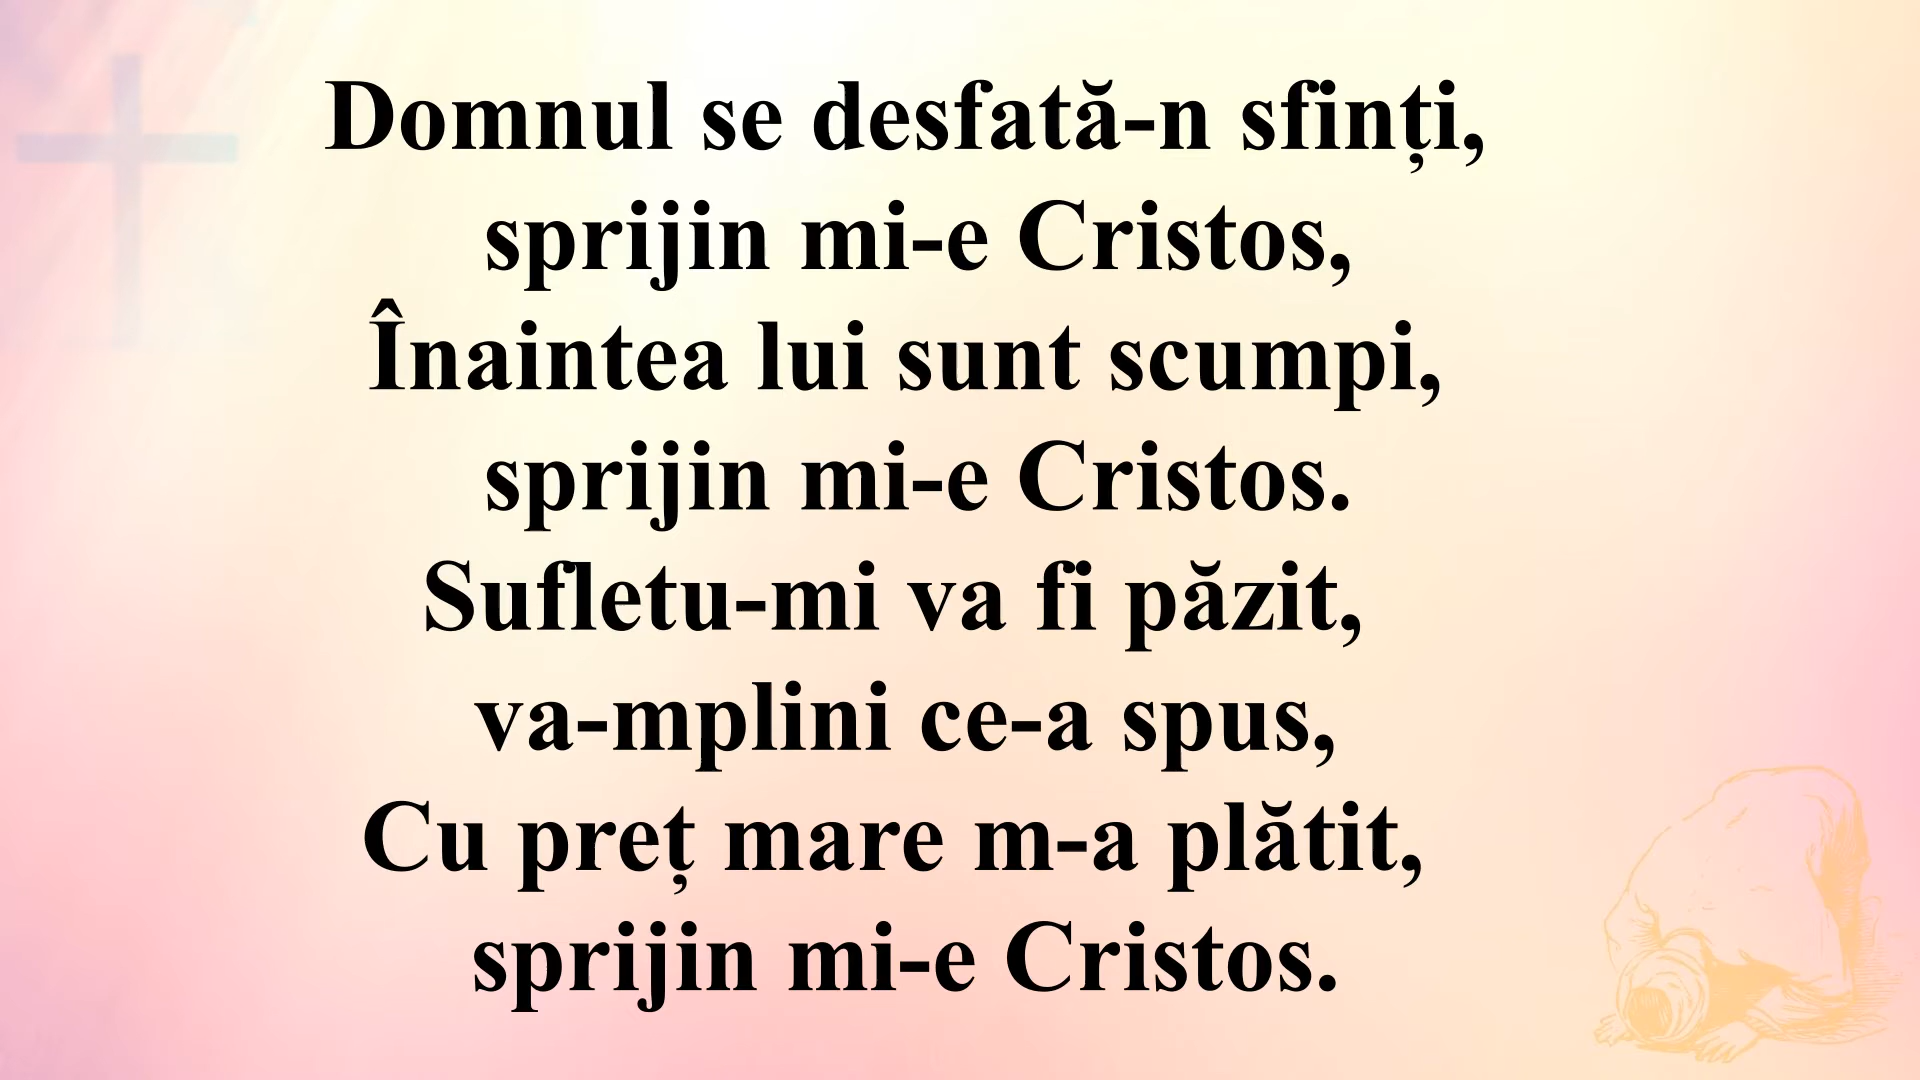 Domnul se desfată-n sfinți,
sprijin mi-e Cristos,
Înaintea lui sunt scumpi,
sprijin mi-e Cristos.
Sufletu-mi va fi păzit,
va-mplini ce-a spus,
Cu preț mare m-a plătit,
sprijin mi-e Cristos.